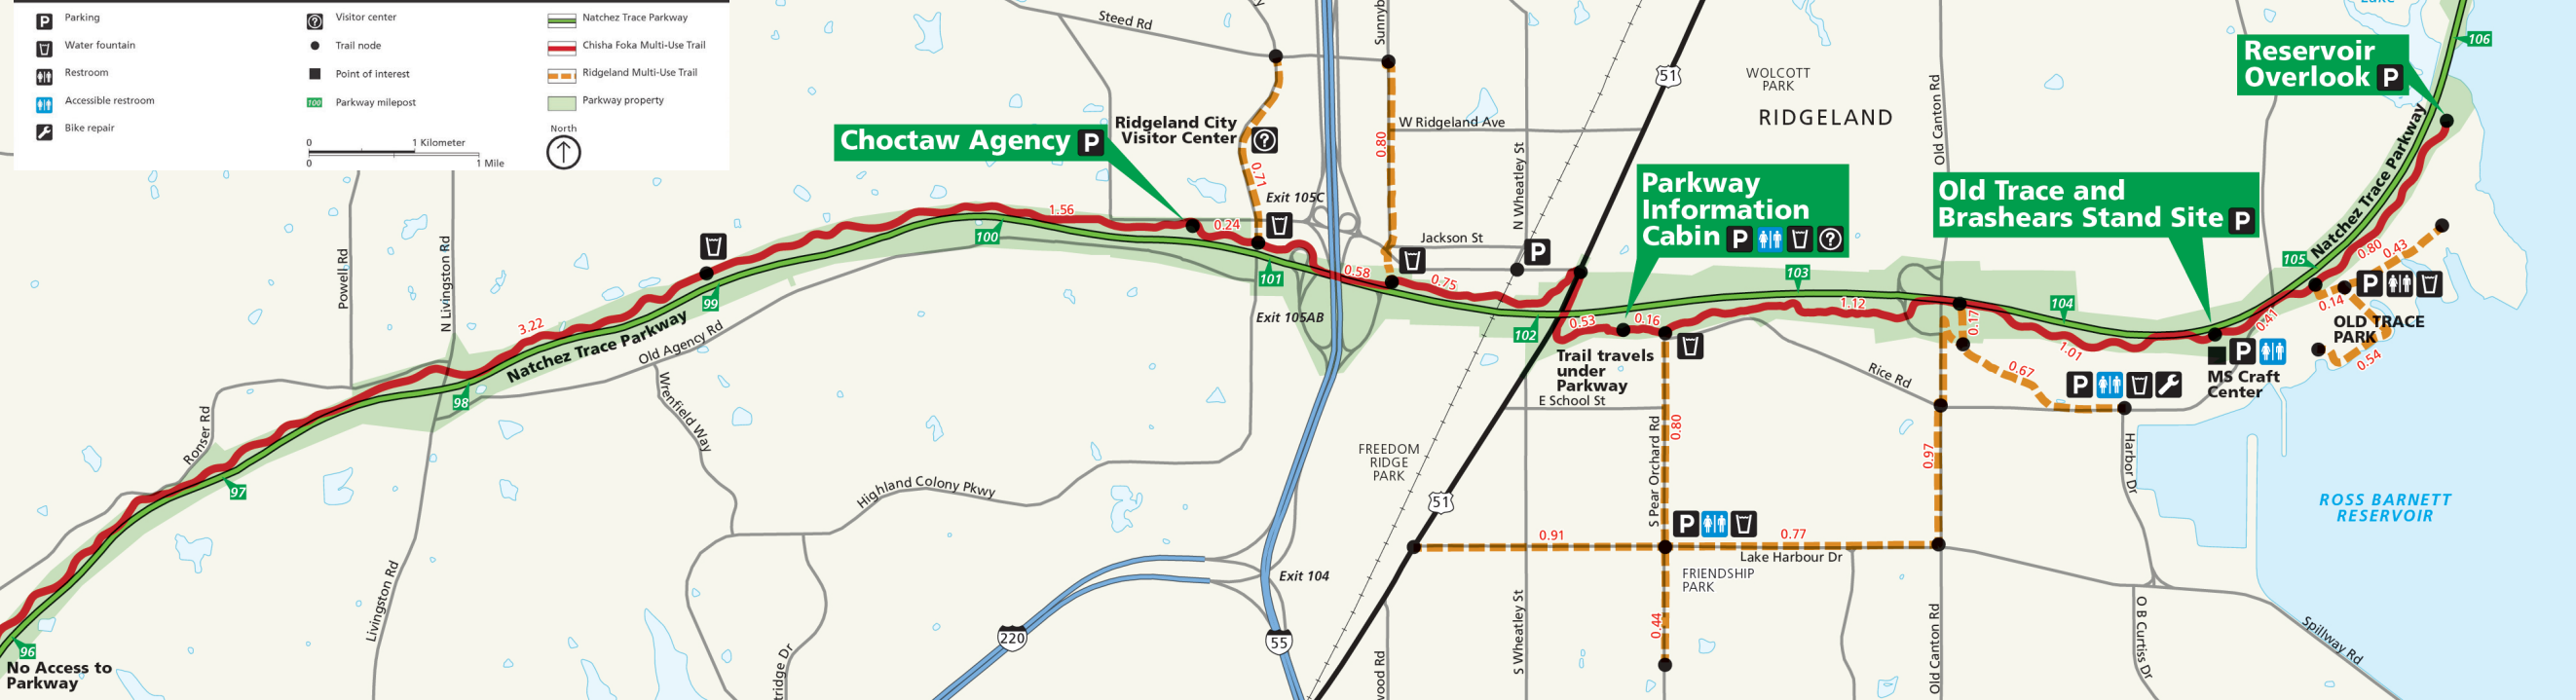 Parking
Water fountain
Restroom
Accessible restroom
Bike repair
Visitor center
Trail node
Point of interest
100
Parkway milepost
0
1 Kilometer
0
1 Mile
Natchez Trace Parkway
Chisha Foka Multi-Use Trail
Ridgeland Multi-Use Trail
Parkway property
North
P
?
Steed Rd
Sunnyb
51
WOLCOTT
PARK
RIDGELAND
Old Canton Rd
Reservoir
Overlook P
106
Choctaw Agency P
Ridgeland City
Visitor Center
?
0.71
0.80
W Ridgeland Ave
N Wheatley St
Parkway
Information
Cabin P ?
Old Trace and
Brashears Stand Site P
Natchez Trace Parkway
Powell Rd
N Livingston Rd
1.56
100
0.24
Exit 105C
101
Exit 105AB
0.58
Jackson St
P
0.75
102
0.53
0.16
103
1.12
0.17
104
1.01
105
0.41
0.80
0.43
P
0.14
OLD TRACE
PARK
0.54
99
3.22
Natchez Trace Parkway
Old Agency Rd
98
Ronser Rd
97
Wrenfield Way
Highland Colony Pkwy
Trail travels
under
Parkway
E School St
Rice Rd
0.67
P
P
MS Craft
Center
FREEDOM
RIDGE
PARK
S Pear Orchard Rd
0.80
0.97
Harbor Dr
ROSS BARNETT
RESERVOIR
51
0.91
P
0.77
Lake Harbour Dr
FRIENDSHIP
PARK
Exit 104
Livingston Rd
220
55
0.44
S Wheatley St
Old Canton Rd
O B Curtiss Dr
Spillway Rd
96
No Access to
Parkway
tridge Dr
wood Rd